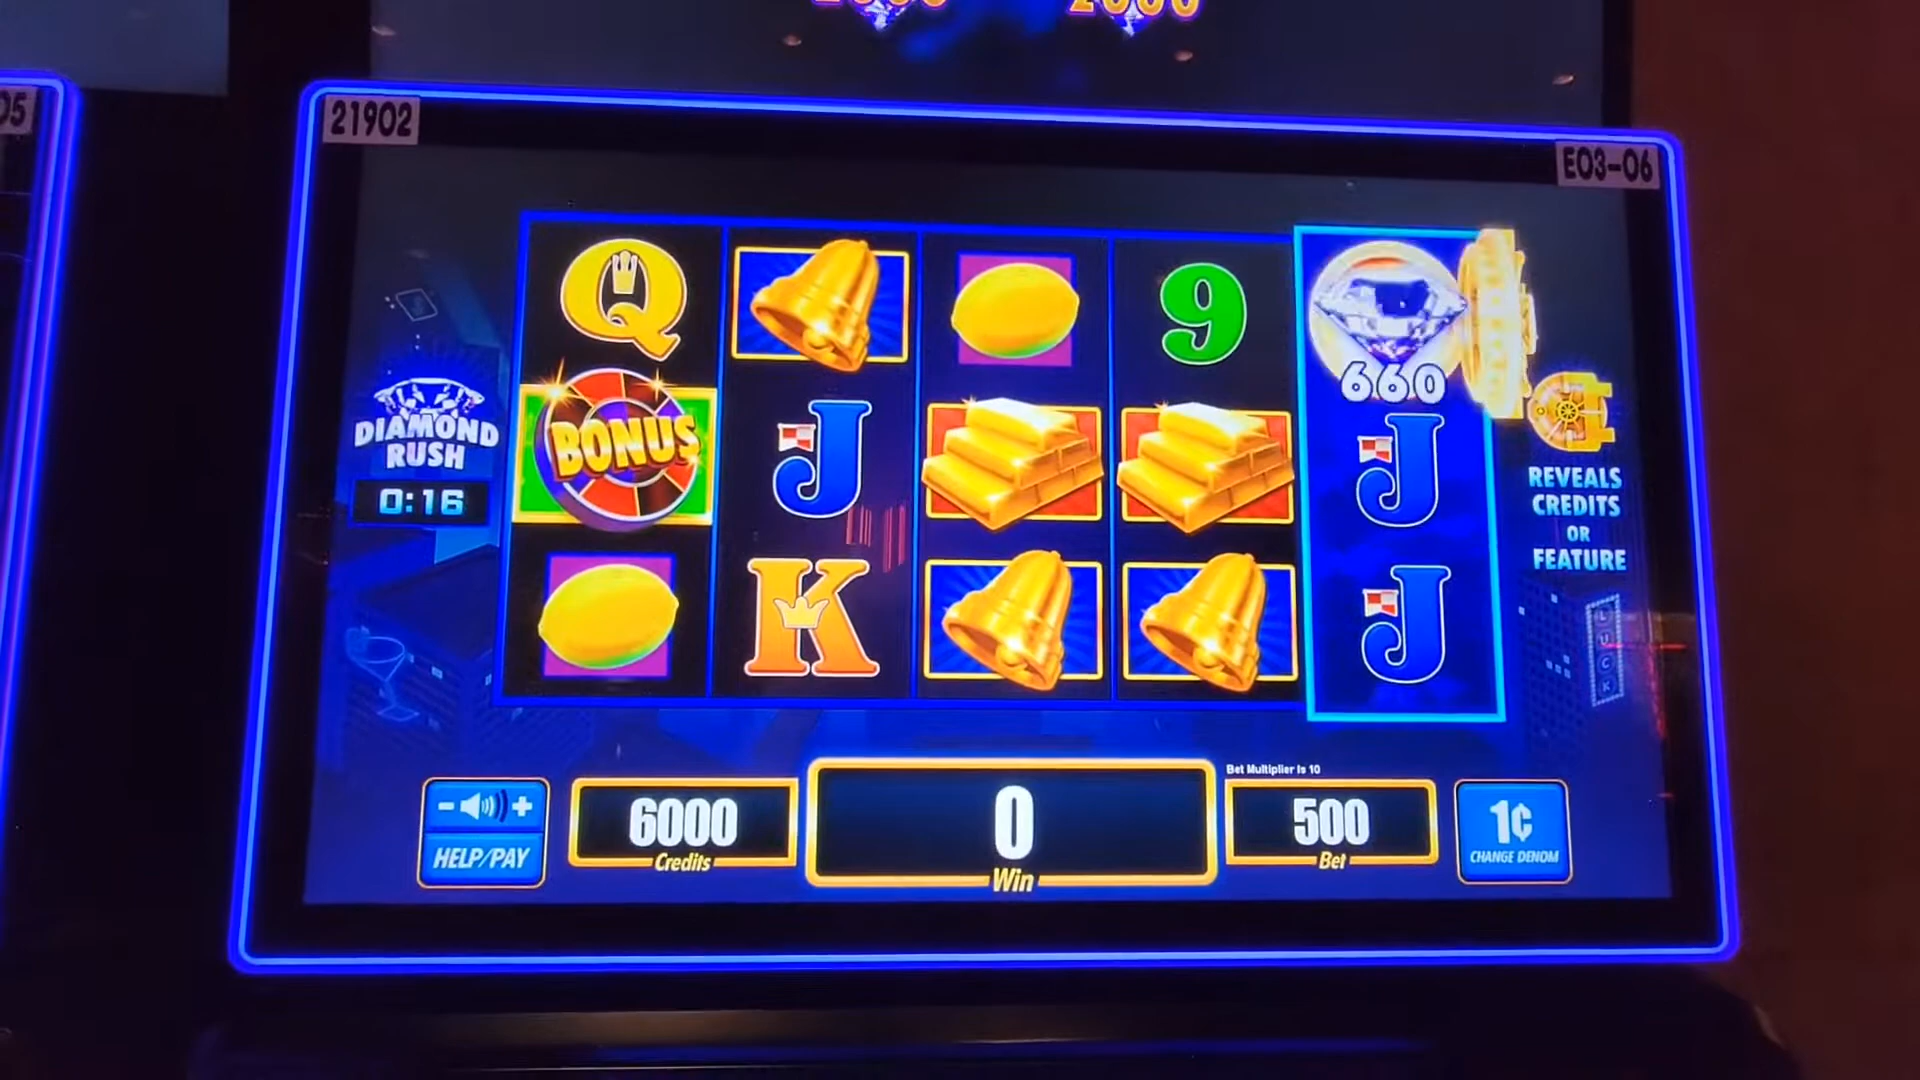 21902
E03-06
Q
9
660
DIAMOND
RUSH
0:16
BONUS
J
J
K
J
REVEALS
CREDITS
OR
FEATURE
LUCK
Bet Multiplier Is 10
- +
HELP/PAY
6000
Credits
0
Win
500
Bet
1¢
CHANGE DENOM